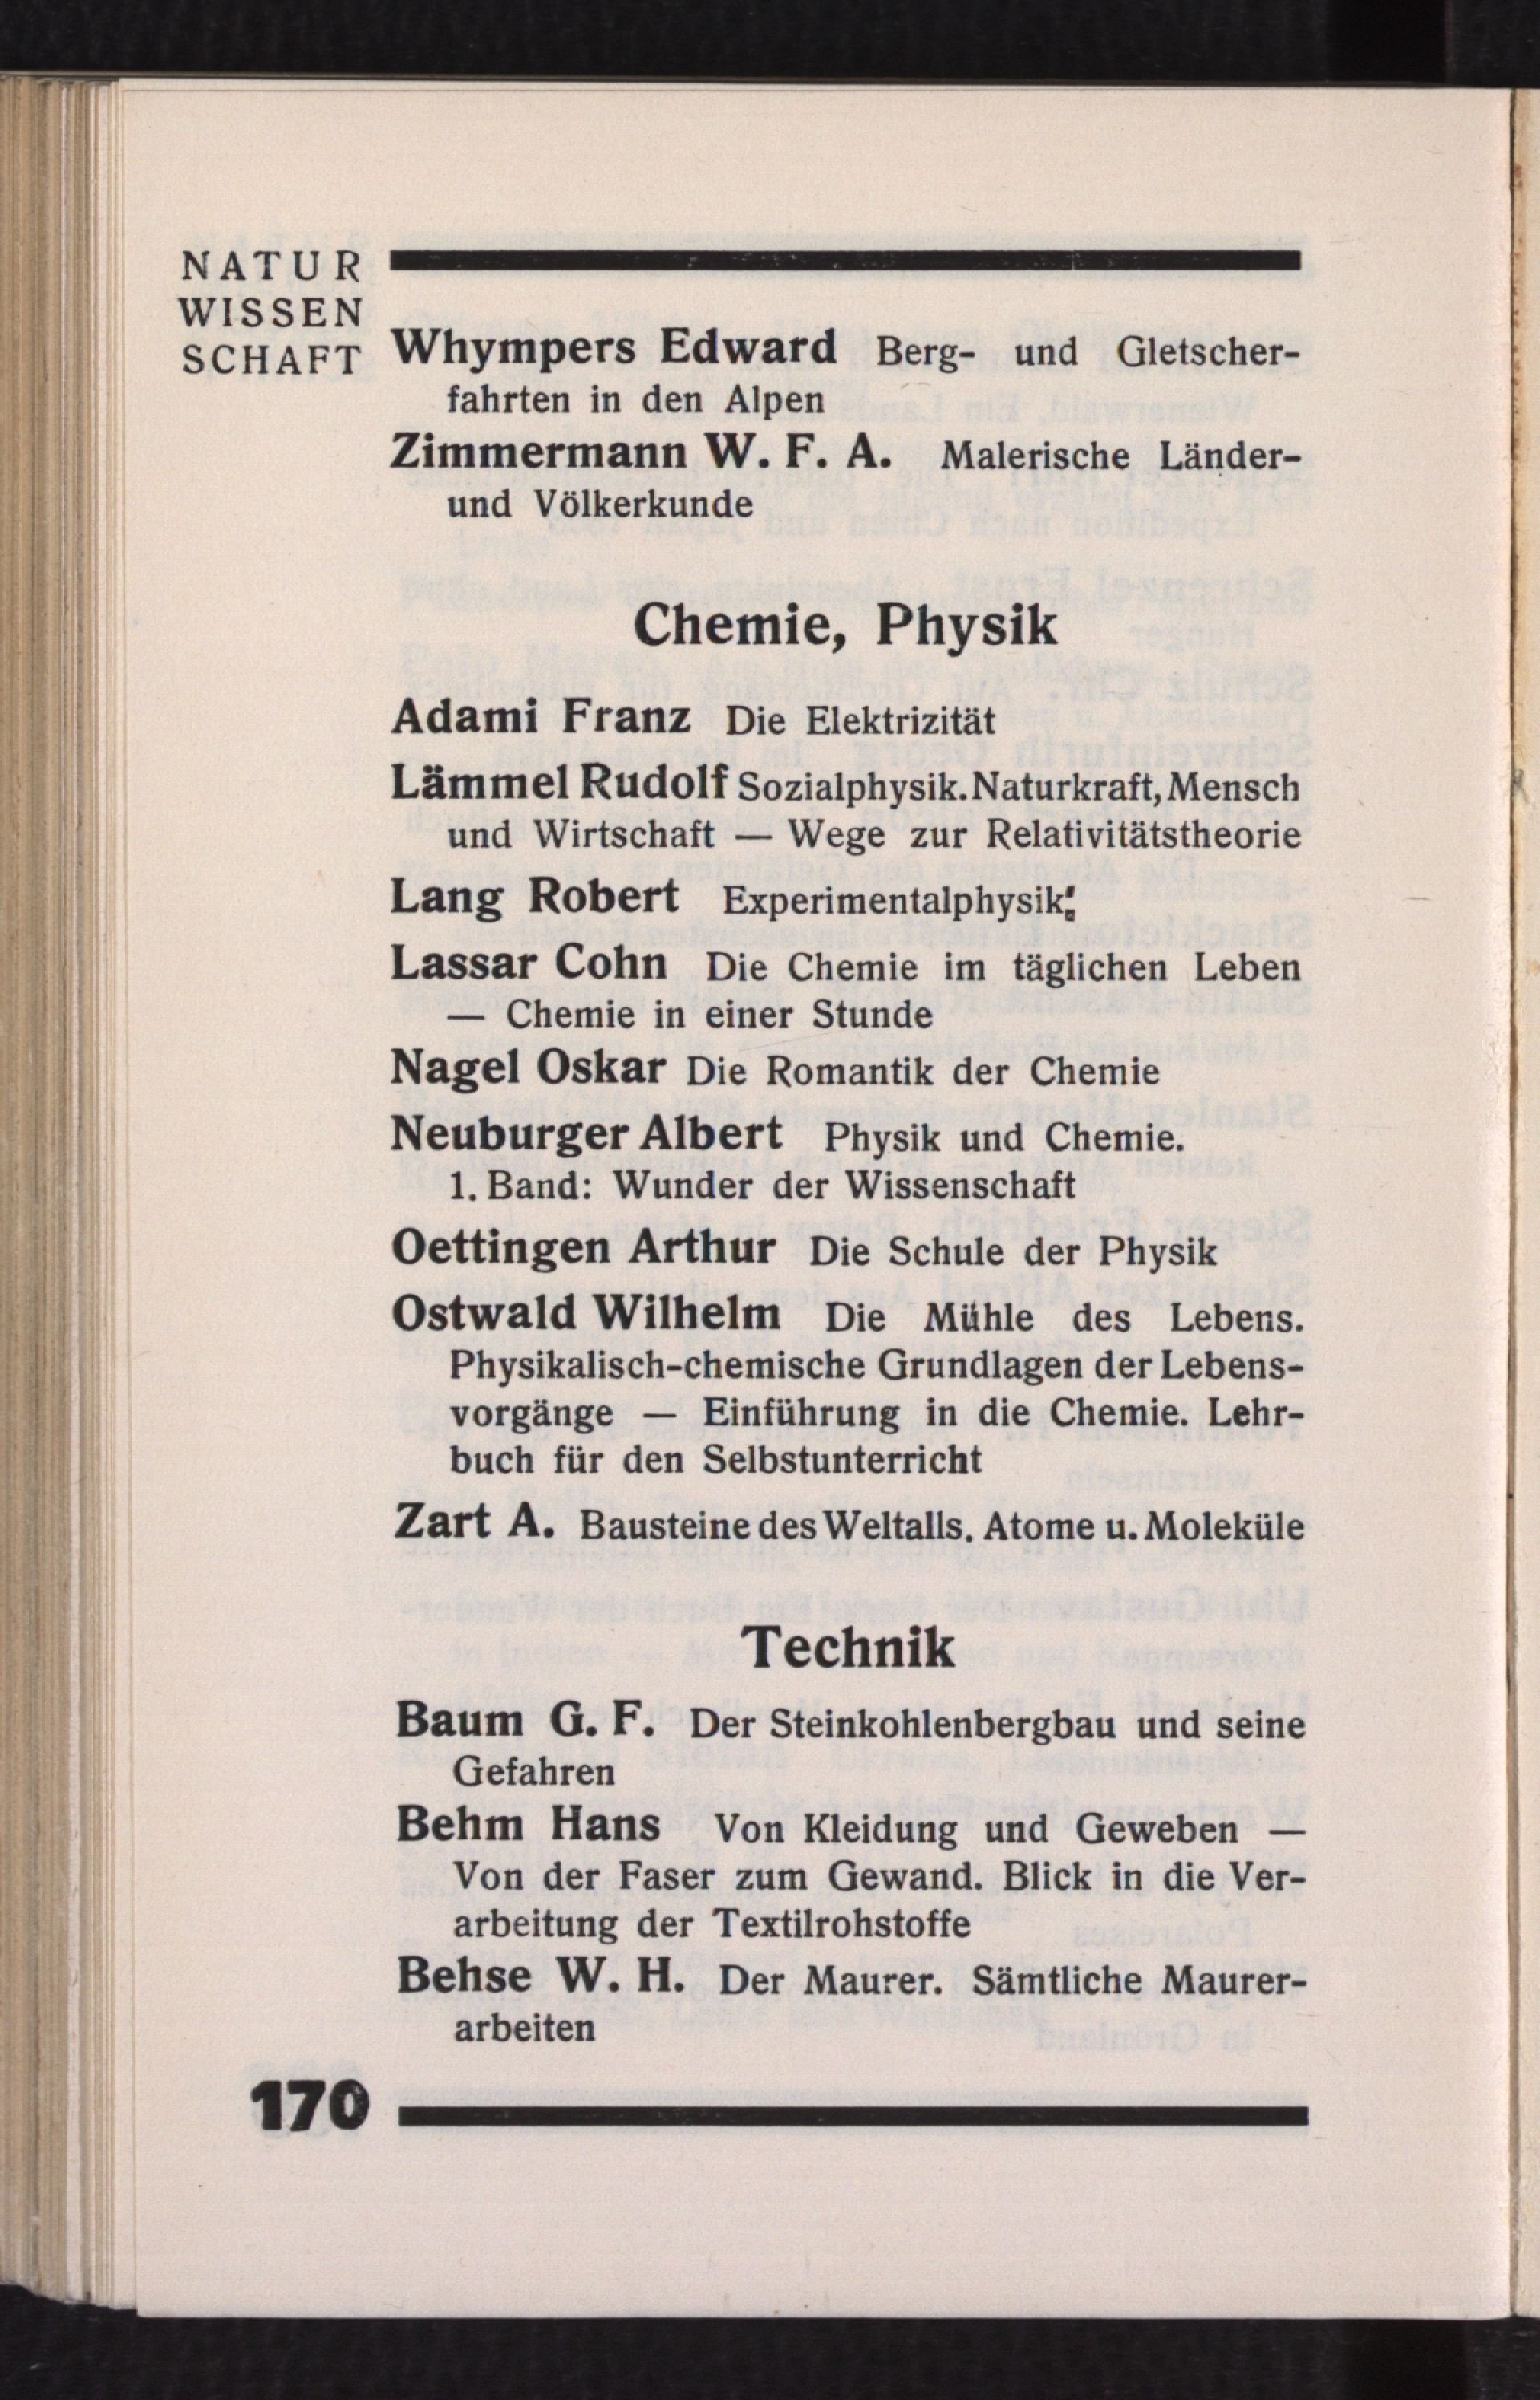 NATUR
WISSEN
SCHAFT
Whympers Edward Berg- und Gletscher-
fahrten in den Alpen
Zimmermann W. F. A. Malerische Länder-
und Völkerkunde
Chemie, Physik
Adami Franz Die Elektrizität
Lämmel Rudolf Sozialphysik. Naturkraft, Mensch
und Wirtschaft — Wege zur Relativitätstheorie
Lang Robert Experimentalphysik
Lassar Cohn Die Chemie im täglichen Leben
— Chemie in einer Stunde
Nagel Oskar Die Romantik der Chemie
Neuburger Albert Physik und Chemie.
1. Band: Wunder der Wissenschaft
Oettingen Arthur Die Schule der Physik
Ostwald Wilhelm Die Mühle des Lebens.
Physikalisch-chemische Grundlagen der Lebens-
vorgänge — Einführung in die Chemie. Lehr-
buch für den Selbstunterricht
Zart A. Bausteine des Weltalls. Atome u. Moleküle
Technik
Baum G. F. Der Steinkohlenbergbau und seine
Gefahren
Behm Hans Von Kleidung und Geweben —
Von der Faser zum Gewand. Blick in die Ver-
arbeitung der Textilrohstoffe
Behse W. H. Der Maurer. Sämtliche Maurer-
arbeiten
170